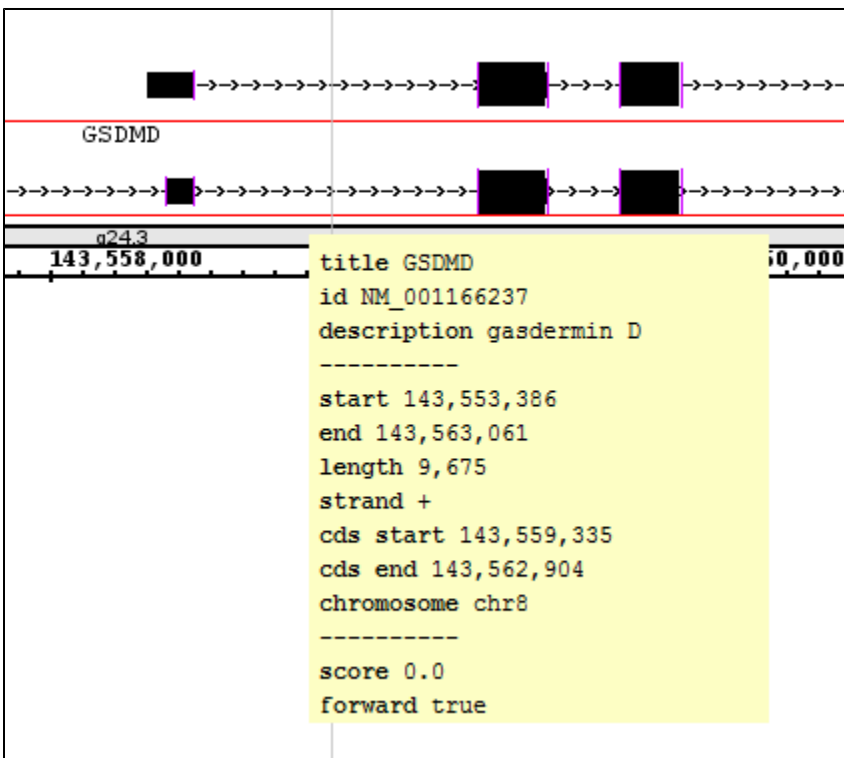 GSDMD
q24.3
143,558,000
0,000
title GSDMD
id NM_001166237
description gasdermin D
----------
start 143,553,386
end 143,563,061
length 9,675
strand +
cds start 143,559,335
cds end 143,562,904
chromosome chr8
----------
score 0.0
forward true